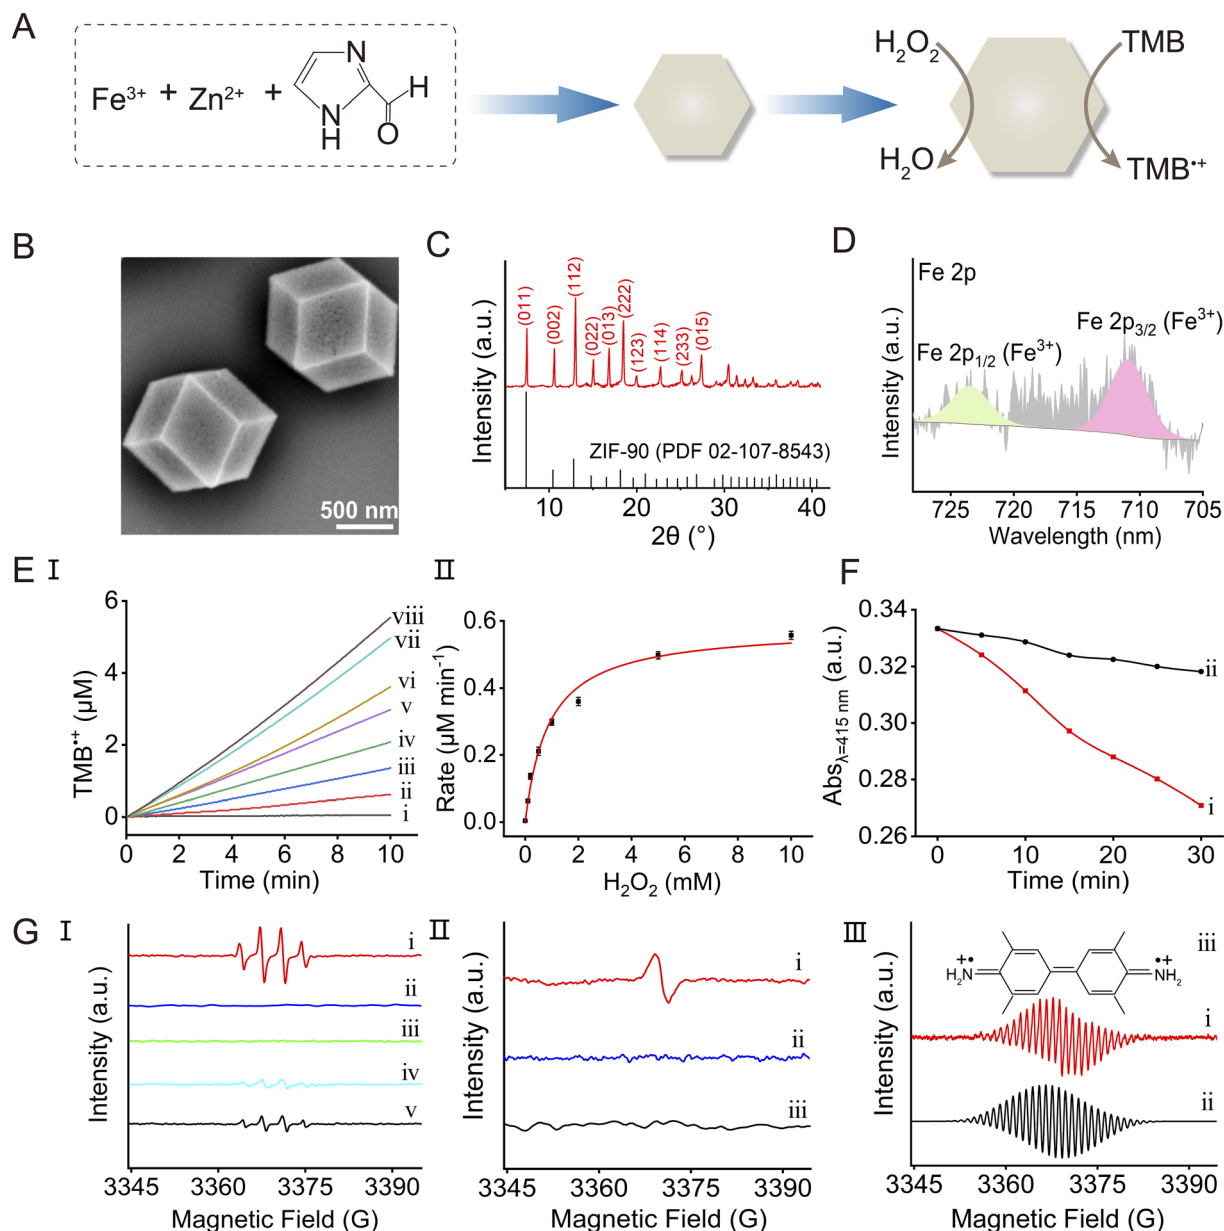 A
Fe³⁺ + Zn²⁺ +
N
N
H
H
O
H₂O₂
H₂O
TMB
TMB•⁺
B
500 nm
C
Intensity (a.u.)
(011)
(002)
(112)
(022)
(013)
(222)
(123)
(114)
(233)
(015)
ZIF-90 (PDF 02-107-8543)
10 20 30 40
2θ (°)
D
Intensity (a.u.)
Fe 2p
Fe 2p₃/₂ (Fe³⁺)
Fe 2p₁/₂ (Fe³⁺)
725 720 715 710 705
Wavelength (nm)
E I
TMB•⁺ (μM)
6
4
2
0
viii
vii
vi
v
iv
iii
ii
i
0 2 4 6 8 10
Time (min)
II
Rate (μM min⁻¹)
0.6
0.4
0.2
0.0
0 2 4 6 8 10
H₂O₂ (mM)
F
Abs_λ=415 nm (a.u.)
0.34
0.32
0.30
0.28
0.26
ii
i
0 10 20 30
Time (min)
G I
Intensity (a.u.)
i
ii
iii
iv
v
3345 3360 3375 3390
Magnetic Field (G)
II
Intensity (a.u.)
i
ii
iii
3345 3360 3375 3390
Magnetic Field (G)
III
Intensity (a.u.)
iii
H₂N
+•
•+
NH₂
i
ii
3345 3360 3375 3390
Magnetic Field (G)